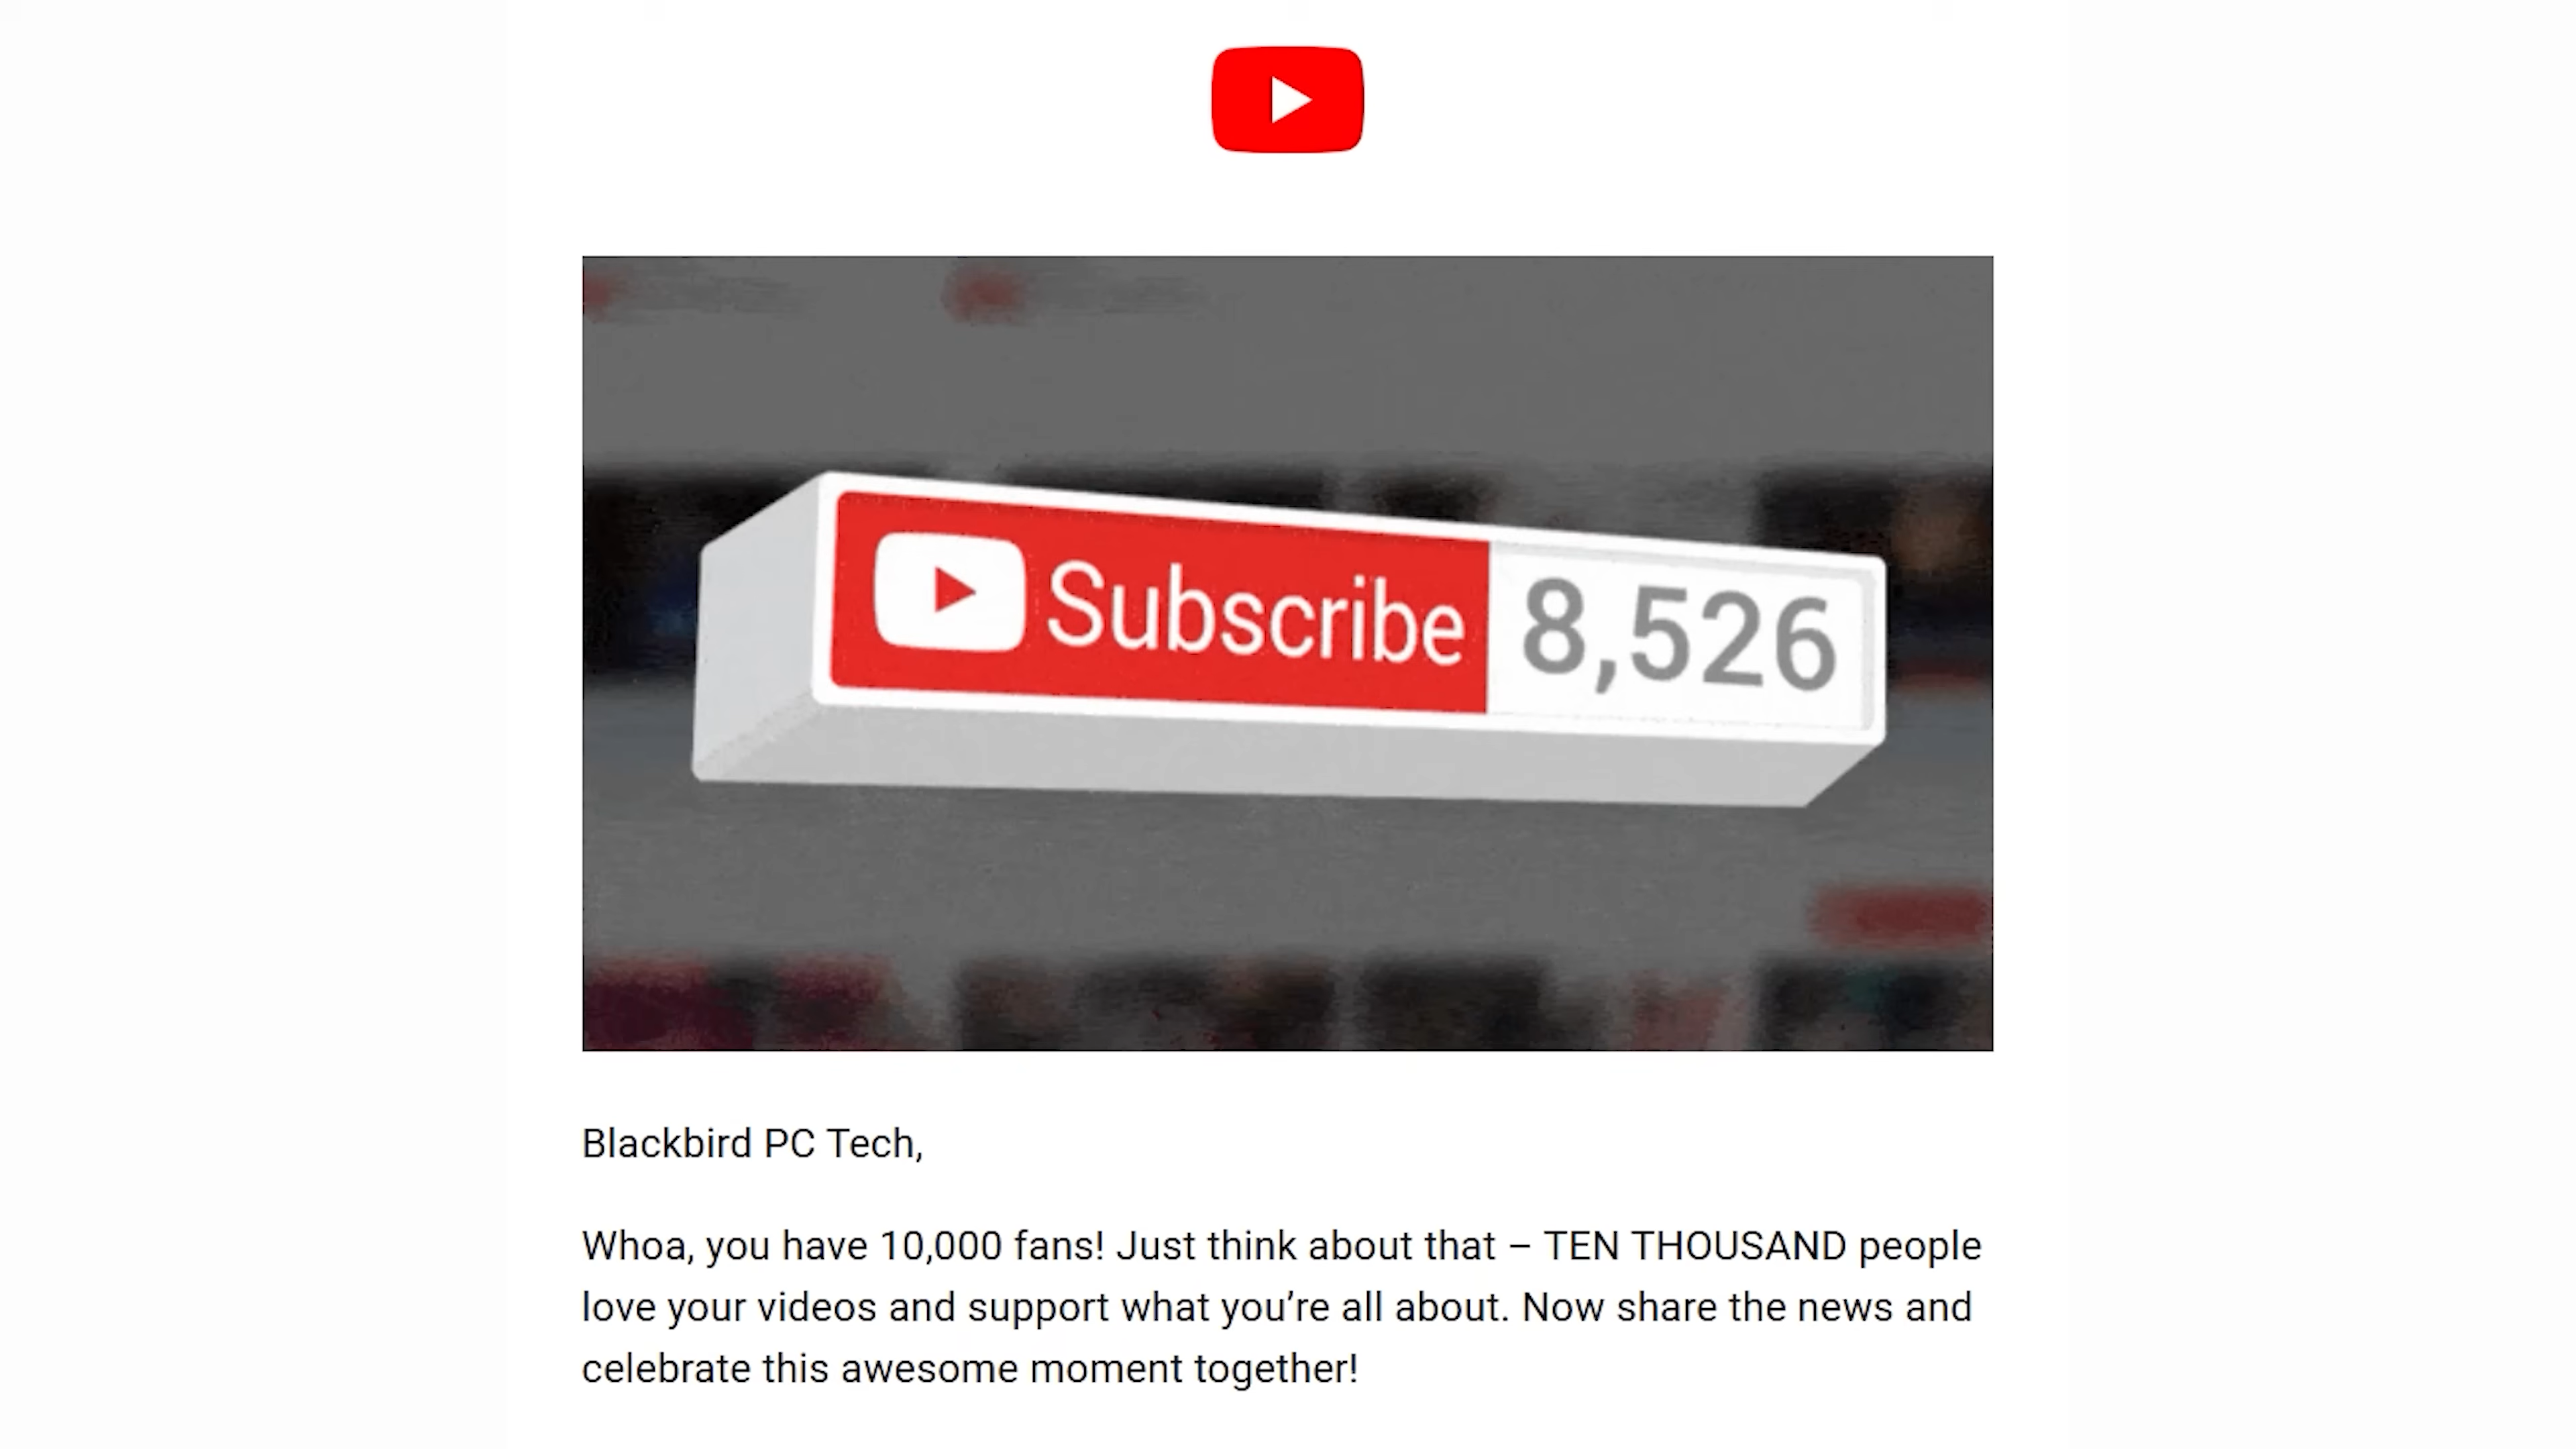 Subscribe 8,526
Blackbird PC Tech,
Whoa, you have 10,000 fans! Just think about that – TEN THOUSAND people
love your videos and support what you’re all about. Now share the news and
celebrate this awesome moment together!